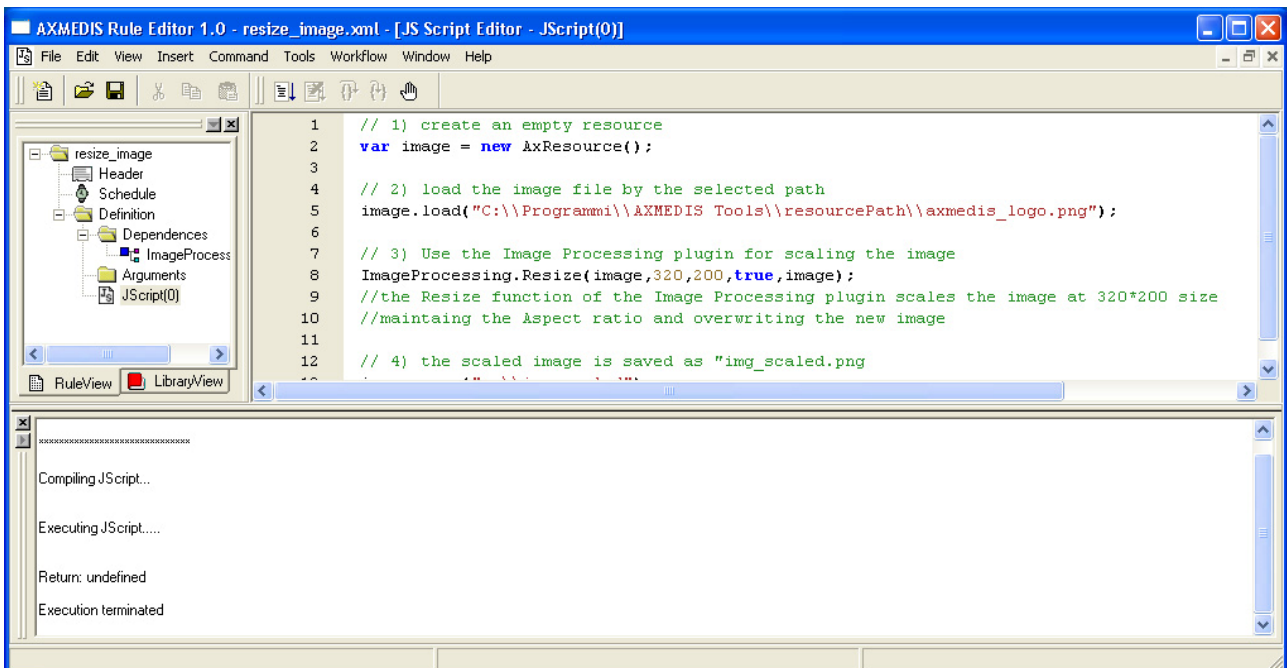 AXMEDIS Rule Editor 1.0 - resize_image.xml - [JS Script Editor - JScript(0)]
File Edit View Insert Command Tools Workflow Window Help
resize_image
Header
Schedule
Definition
Dependences
ImageProcess
Arguments
JScript(0)
RuleView LibraryView
1 // 1) create an empty resource
2 var image = new AxResource();
3
4 // 2) load the image file by the selected path
5 image.load("C:\\Programmi\\AXMEDIS Tools\\resourcePath\\axmedis_logo.png");
6
7 // 3) Use the Image Processing plugin for scaling the image
8 ImageProcessing.Resize(image,320,200,true,image);
9 //the Resize function of the Image Processing plugin scales the image at 320*200 size
10 //maintaing the Aspect ratio and overwriting the new image
11
12 // 4) the scaled image is saved as "img_scaled.png
xxxxxxxxxxxxxxxxxxxxxxxxxxxxxx
Compiling JScript...
Executing JScript.....
Return: undefined
Execution terminated